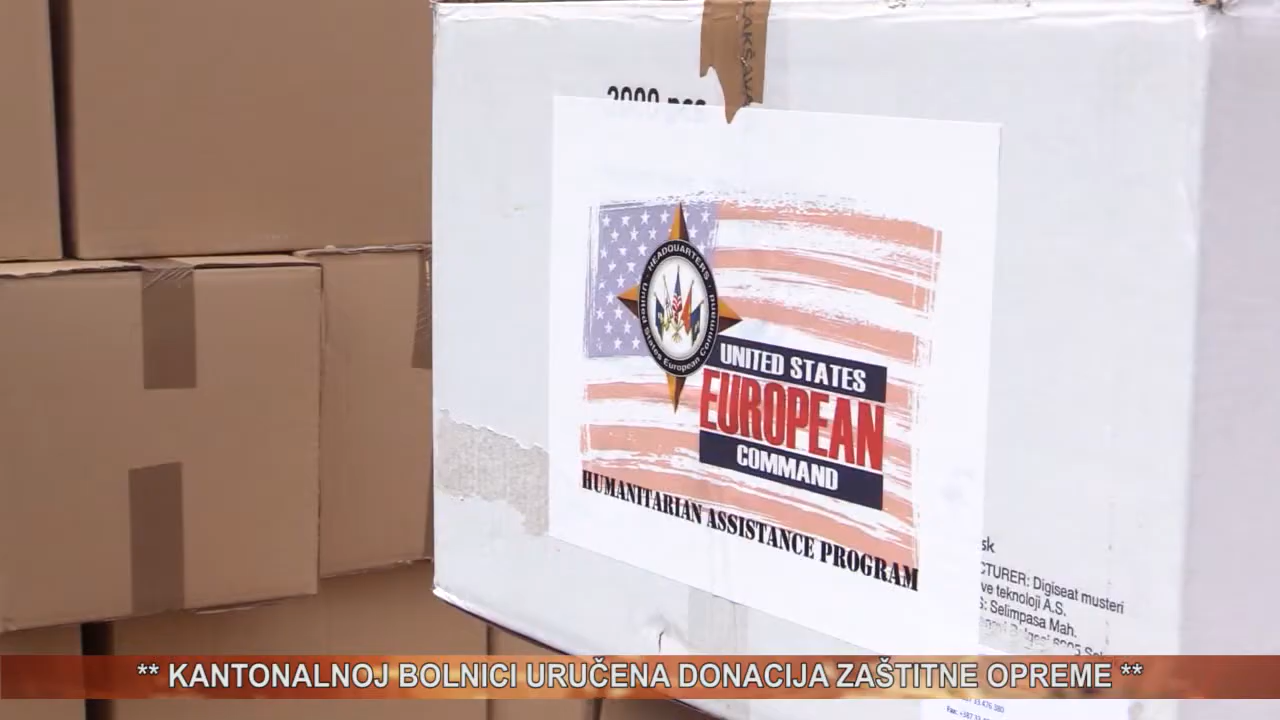 HEADQUARTERS
United States European Command
UNITED STATES
EUROPEAN
COMMAND
HUMANITARIAN ASSISTANCE PROGRAM
sk
CTURER: Digiseat musteri
ve teknoloji A.S.
S: Selimpasa Mah.
** KANTONALNOJ BOLNICI URUČENA DONACIJA ZAŠTITNE OPREME **